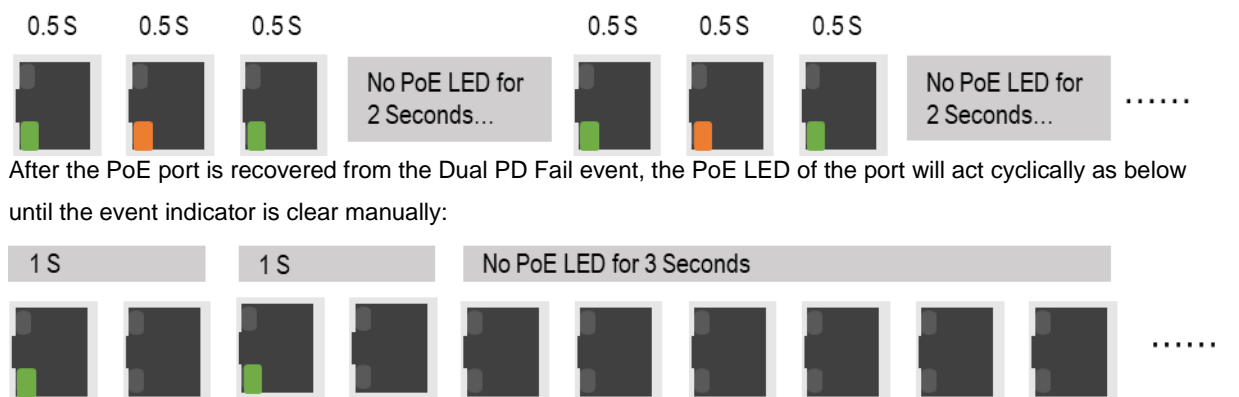 0.5 S 0.5 S 0.5 S 0.5 S 0.5 S 0.5 S
No PoE LED for No PoE LED for
2 Seconds... 2 Seconds... ......
After the PoE port is recovered from the Dual PD Fail event, the PoE LED of the port will act cyclically as below
until the event indicator is clear manually:
1 S 1 S No PoE LED for 3 Seconds
......